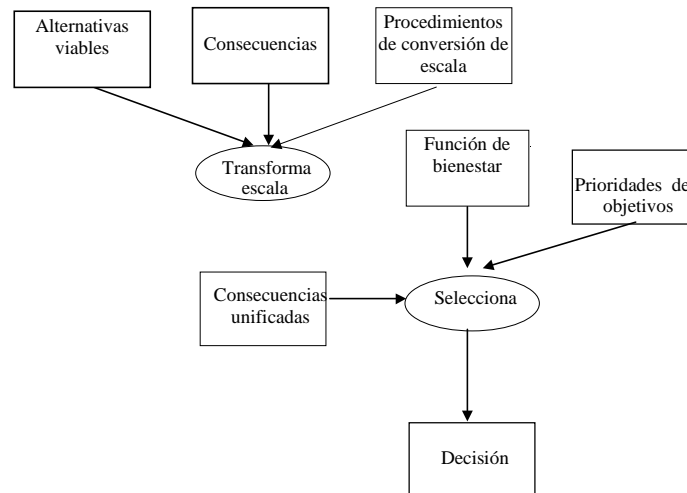 Alternativas
viables
Consecuencias
Procedimientos
de conversión de
escala
Transforma
escala
Función de
bienestar
Prioridades de
objetivos
Consecuencias
unificadas
Selecciona
Decisión